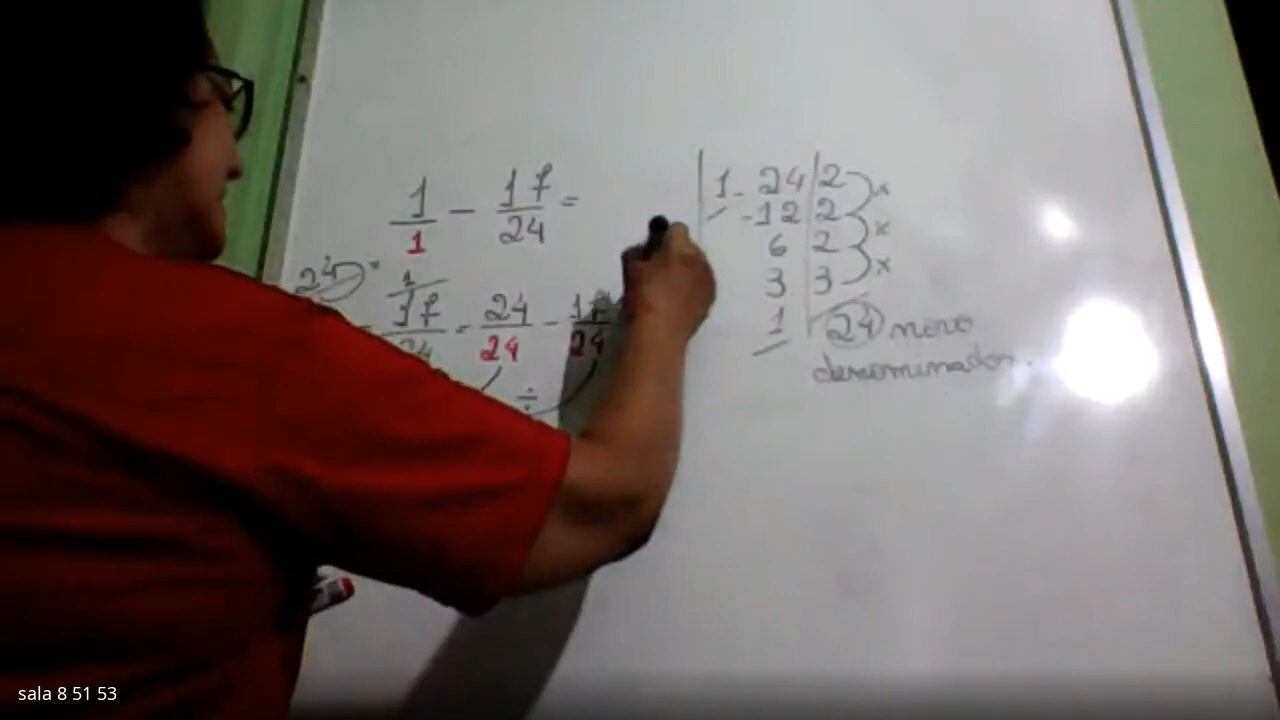 1/1 - 17/24 =
24 × 1
17/24 = 24/24 - 17/24
÷
1 - 24 | 2 ×
- 12 | 2 ×
6 | 2 ×
3 | 3
1 | 24 novo
denominador.
sala 8 51 53